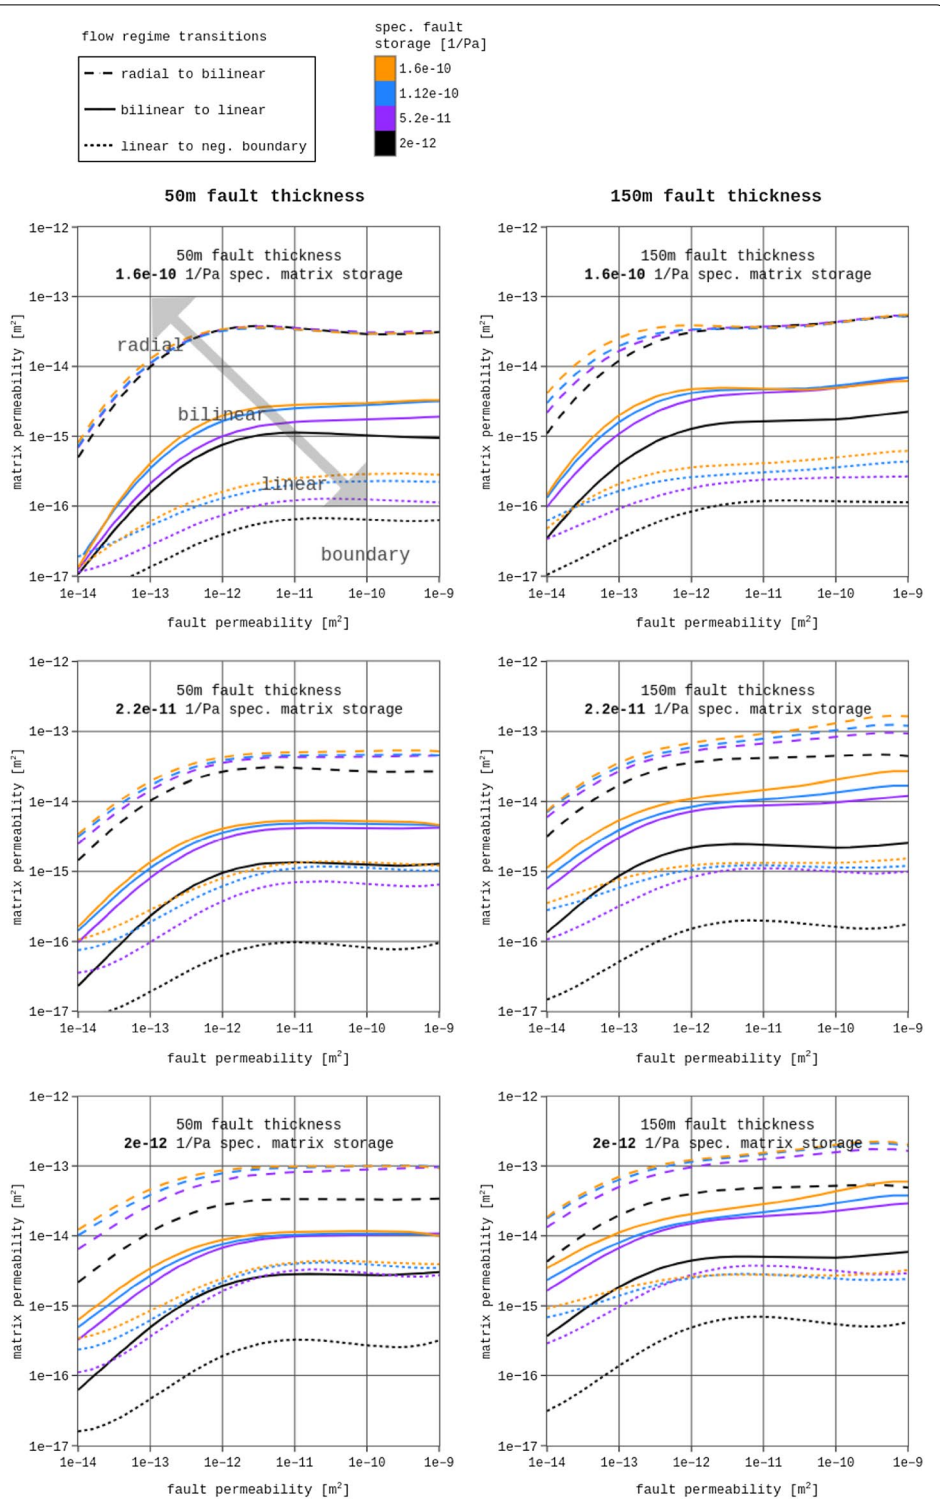 flow regime transitions
radial to bilinear
bilinear to linear
linear to neg. boundary
spec. fault
storage [1/Pa]
1.6e-10
1.12e-10
5.2e-11
2e-12
50m fault thickness
150m fault thickness
50m fault thickness
1.6e-10 1/Pa spec. matrix storage
radial
bilinear
linear
boundary
matrix permeability [m²]
1e-12
1e-13
1e-14
1e-15
1e-16
1e-17
1e-14 1e-13 1e-12 1e-11 1e-10 1e-9
fault permeability [m²]
150m fault thickness
1.6e-10 1/Pa spec. matrix storage
matrix permeability [m²]
1e-12
1e-13
1e-14
1e-15
1e-16
1e-17
1e-14 1e-13 1e-12 1e-11 1e-10 1e-9
fault permeability [m²]
50m fault thickness
2.2e-11 1/Pa spec. matrix storage
matrix permeability [m²]
1e-12
1e-13
1e-14
1e-15
1e-16
1e-17
1e-14 1e-13 1e-12 1e-11 1e-10 1e-9
fault permeability [m²]
150m fault thickness
2.2e-11 1/Pa spec. matrix storage
matrix permeability [m²]
1e-12
1e-13
1e-14
1e-15
1e-16
1e-17
1e-14 1e-13 1e-12 1e-11 1e-10 1e-9
fault permeability [m²]
50m fault thickness
2e-12 1/Pa spec. matrix storage
matrix permeability [m²]
1e-12
1e-13
1e-14
1e-15
1e-16
1e-17
1e-14 1e-13 1e-12 1e-11 1e-10 1e-9
fault permeability [m²]
150m fault thickness
2e-12 1/Pa spec. matrix storage
matrix permeability [m²]
1e-12
1e-13
1e-14
1e-15
1e-16
1e-17
1e-14 1e-13 1e-12 1e-11 1e-10 1e-9
fault permeability [m²]